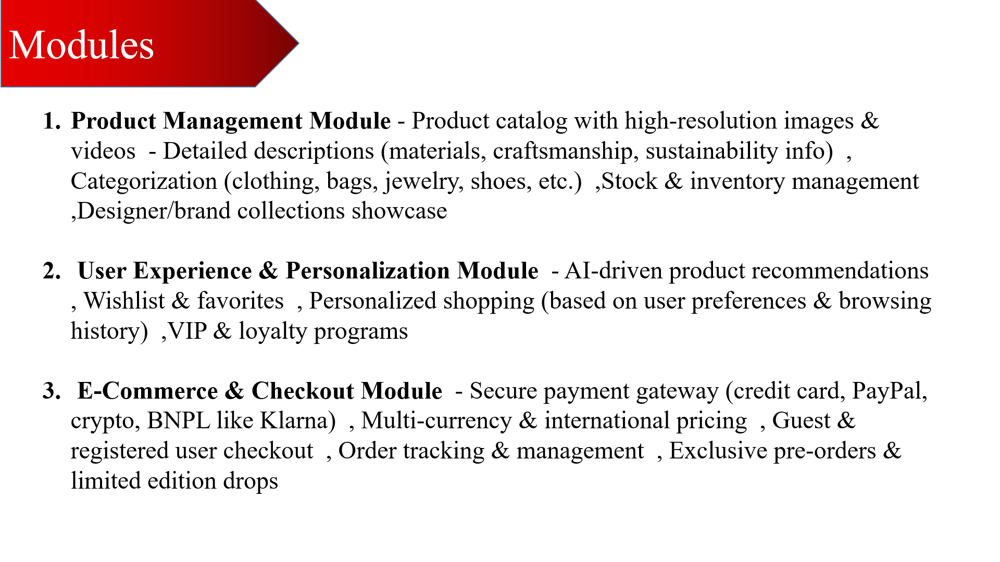 Modules
1. Product Management Module - Product catalog with high-resolution images &
videos  - Detailed descriptions (materials, craftsmanship, sustainability info)  ,
Categorization (clothing, bags, jewelry, shoes, etc.)  ,Stock & inventory management
,Designer/brand collections showcase
2.  User Experience & Personalization Module  - AI-driven product recommendations
, Wishlist & favorites  , Personalized shopping (based on user preferences & browsing
history)  ,VIP & loyalty programs
3.  E-Commerce & Checkout Module  - Secure payment gateway (credit card, PayPal,
crypto, BNPL like Klarna)  , Multi-currency & international pricing  , Guest &
registered user checkout  , Order tracking & management  , Exclusive pre-orders &
limited edition drops